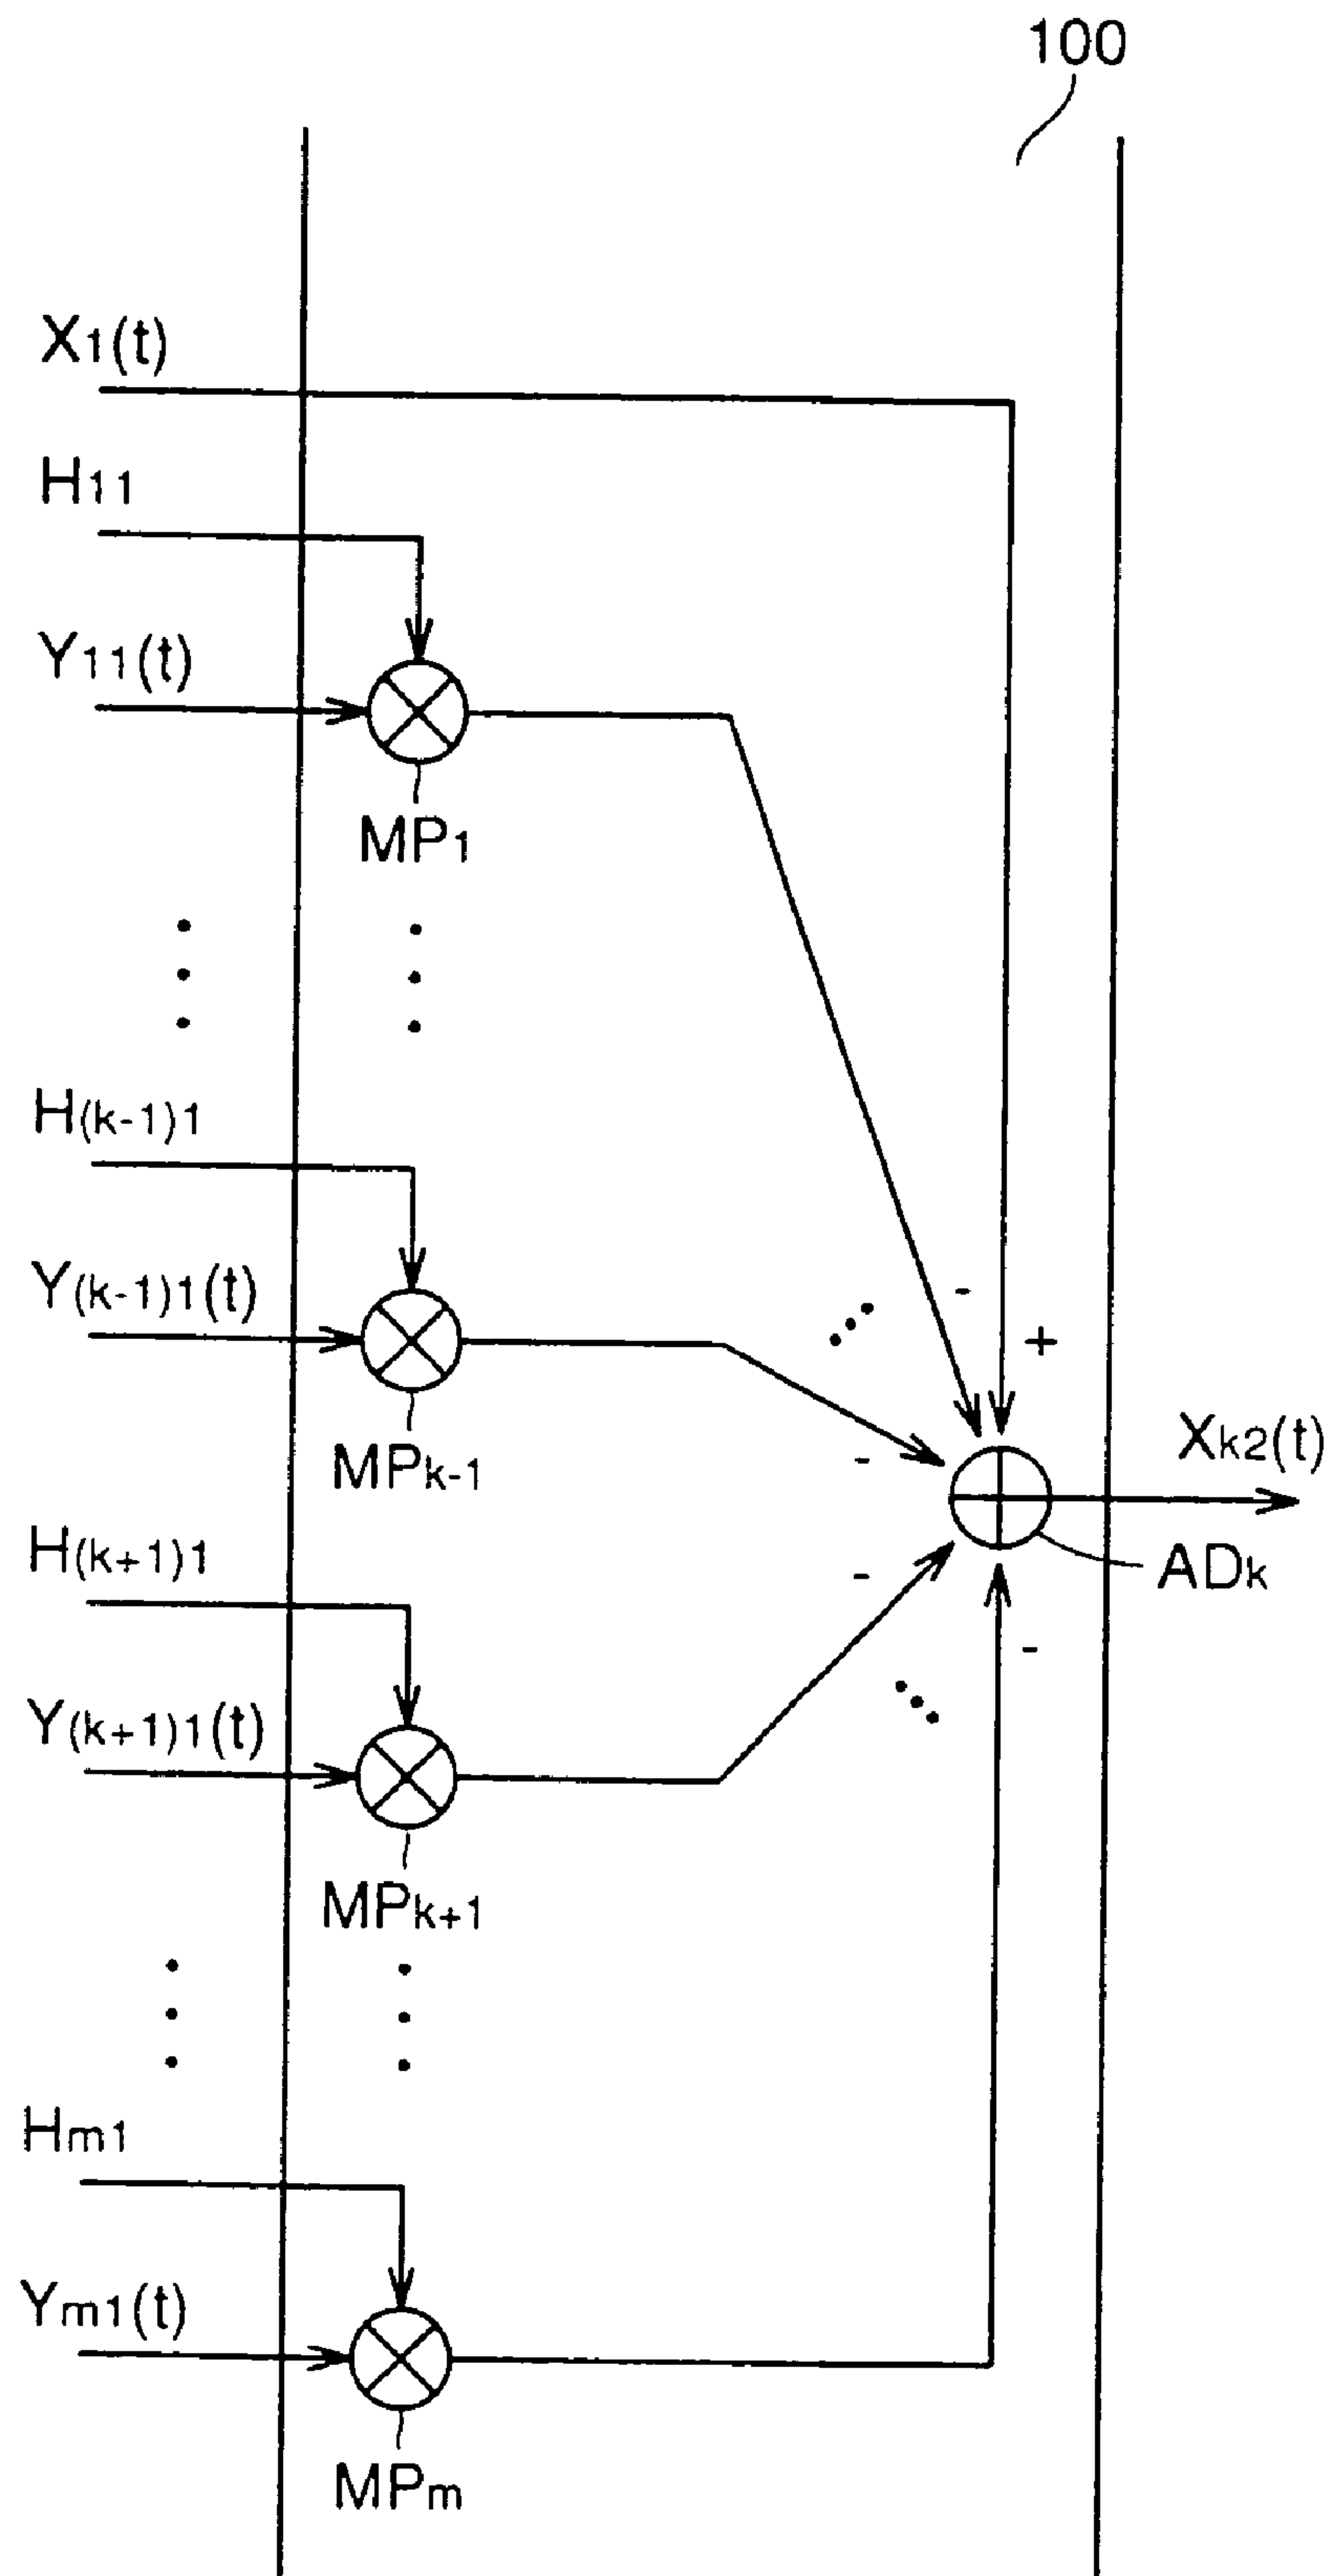 100
X1(t)
H11
Y11(t)
MP1
H(k-1)1
Y(k-1)1(t)
-
+
MPk-1
-
Xk2(t)
H(k+1)1
-
ADk
-
Y(k+1)1(t)
MPk+1
Hm1
Ym1(t)
MPm